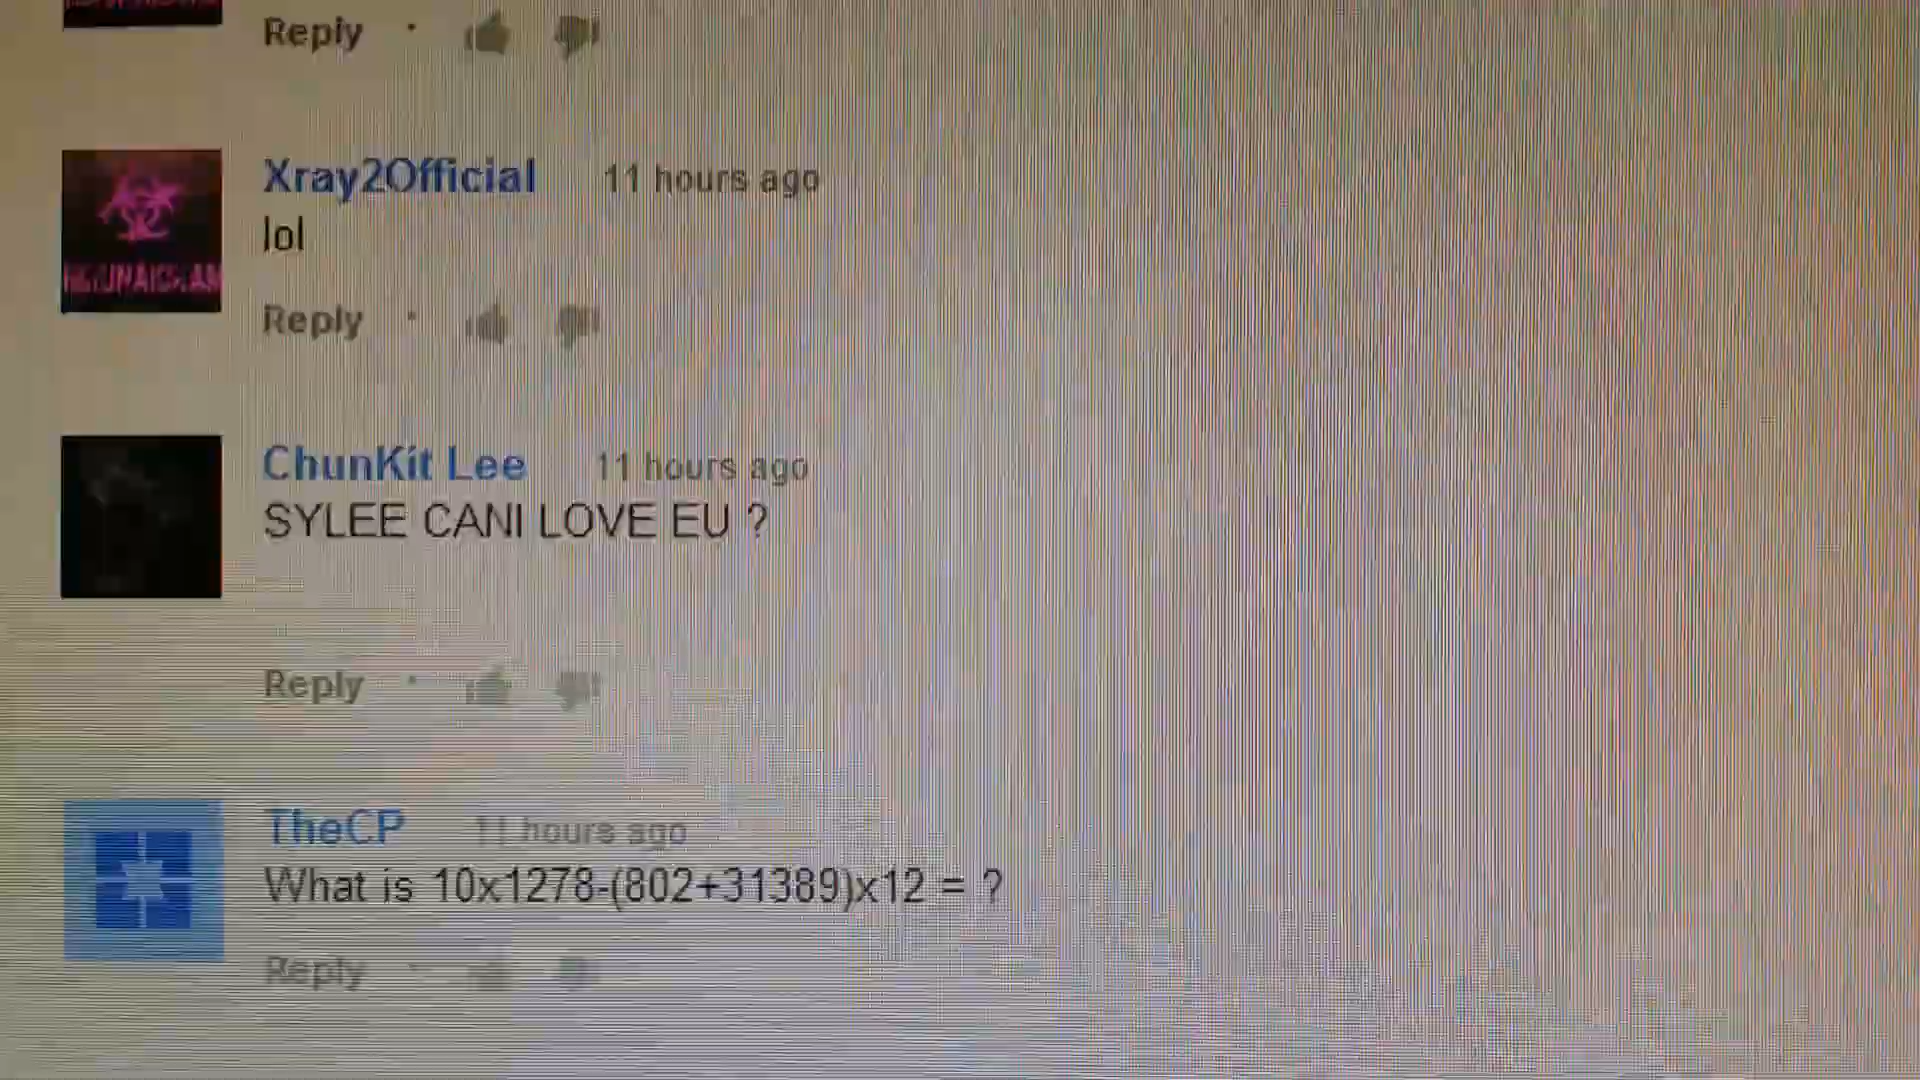 Reply
Xray2Official 11 hours ago
lol
Reply
ChunKit Lee 11 hours ago
SYLEE CANI LOVE EU ?
Reply
TheCP 11 hours ago
What is 10x1278-(802+31389)x12 = ?
Reply